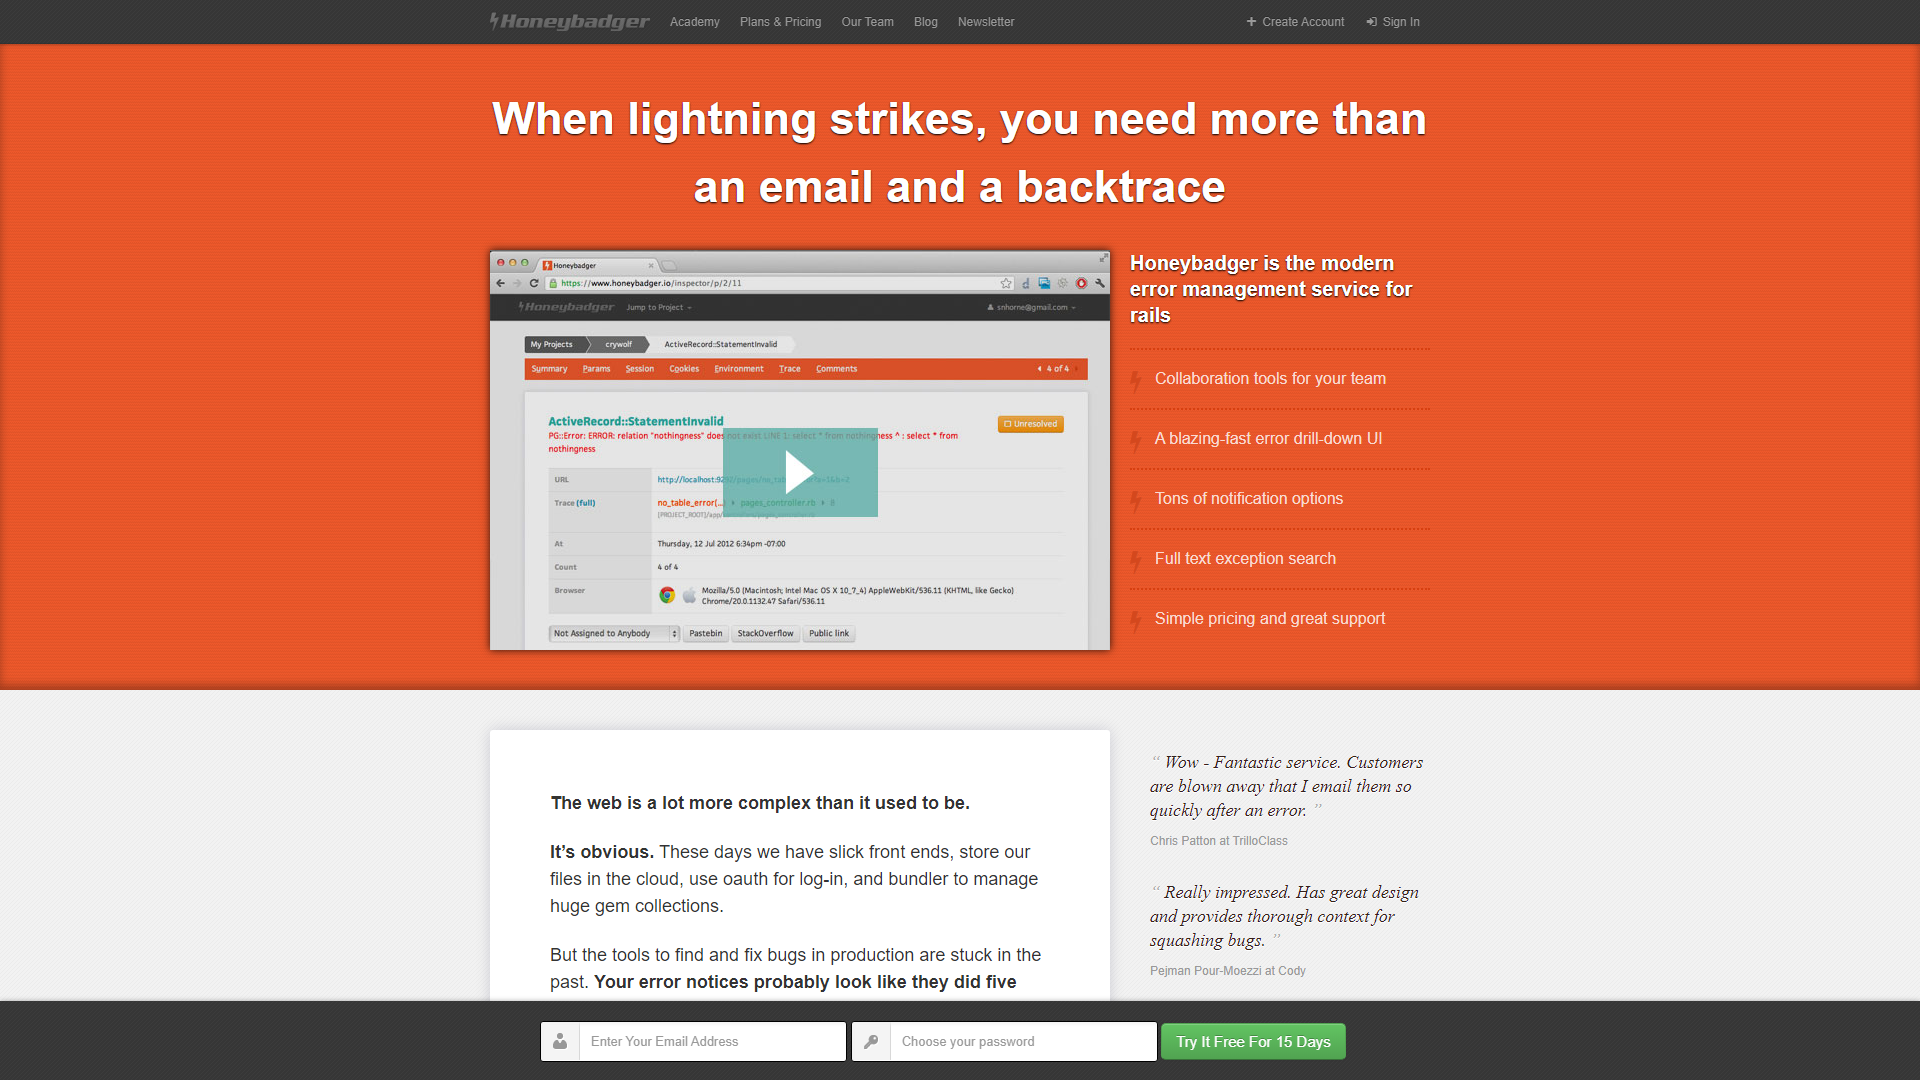 Honeybadger
Academy
Plans & Pricing
Our Team
Blog
Newsletter
Create Account
Sign In
When lightning strikes, you need more than
an email and a backtrace
Honeybadger
https://www.honeybadger.io/inspector/p/2/11
Honeybadger
Jump to Project
snhorne@gmail.com
My Projects
crywolf
ActiveRecord::StatementInvalid
Summary
Params
Session
Cookies
Environment
Trace
Comments
4 of 4
ActiveRecord::StatementInvalid
Unresolved
PG::Error: ERROR: relation "nothingness" does not exist LINE 1: select * from nothingness ^ : select * from
nothingness
URL
http://localhost:92
Trace (full)
no_table_error(...) pages_controller.rb 8
[PROJECT_ROOT]/app/
At
Thursday, 12 Jul 2012 6:34pm -07:00
Count
4 of 4
Browser
Mozilla/5.0 (Macintosh; Intel Mac OS X 10_7_4) AppleWebKit/536.11 (KHTML, like Gecko)
Chrome/20.0.1132.47 Safari/536.11
Not Assigned to Anybody
Pastebin
StackOverflow
Public link
Honeybadger is the modern
error management service for
rails
Collaboration tools for your team
A blazing-fast error drill-down UI
Tons of notification options
Full text exception search
Simple pricing and great support
The web is a lot more complex than it used to be.
It’s obvious. These days we have slick front ends, store our
files in the cloud, use oauth for log-in, and bundler to manage
huge gem collections.
But the tools to find and fix bugs in production are stuck in the
past. Your error notices probably look like they did five
“ Wow - Fantastic service. Customers
are blown away that I email them so
quickly after an error. ”
Chris Patton at TrilloClass
“ Really impressed. Has great design
and provides thorough context for
squashing bugs. ”
Pejman Pour-Moezzi at Cody
Enter Your Email Address
Choose your password
Try It Free For 15 Days